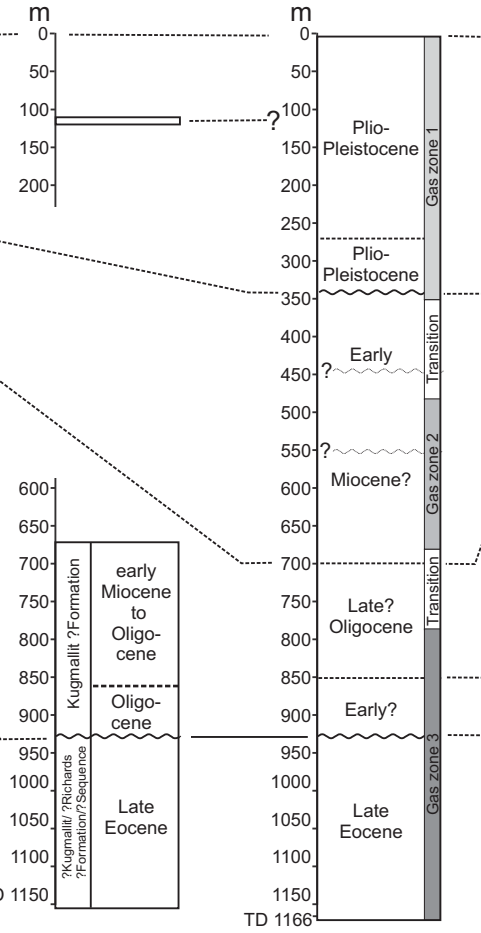 m
0
50
100
150
200
?
600
650
700
750
800
850
900
950
1000
1050
1100
D 1150
Kugmallit ?Formation
early
Miocene
to
Oligo-
cene
Oligo-
cene
?Kugmallit/ ?Richards
?Formation/? Sequence
Late
Eocene
m
0
50
100
150
200
250
300
350
400
450
500
550
600
650
700
750
800
850
900
950
1000
1050
1100
1150
TD 1166
Plio-
Pleistocene
Plio-
Pleistocene
Early
?
?
Miocene?
Late?
Oligocene
Early?
Late
Eocene
Gas zone 1
Transition
Gas zone 2
Transition
Gas zone 3